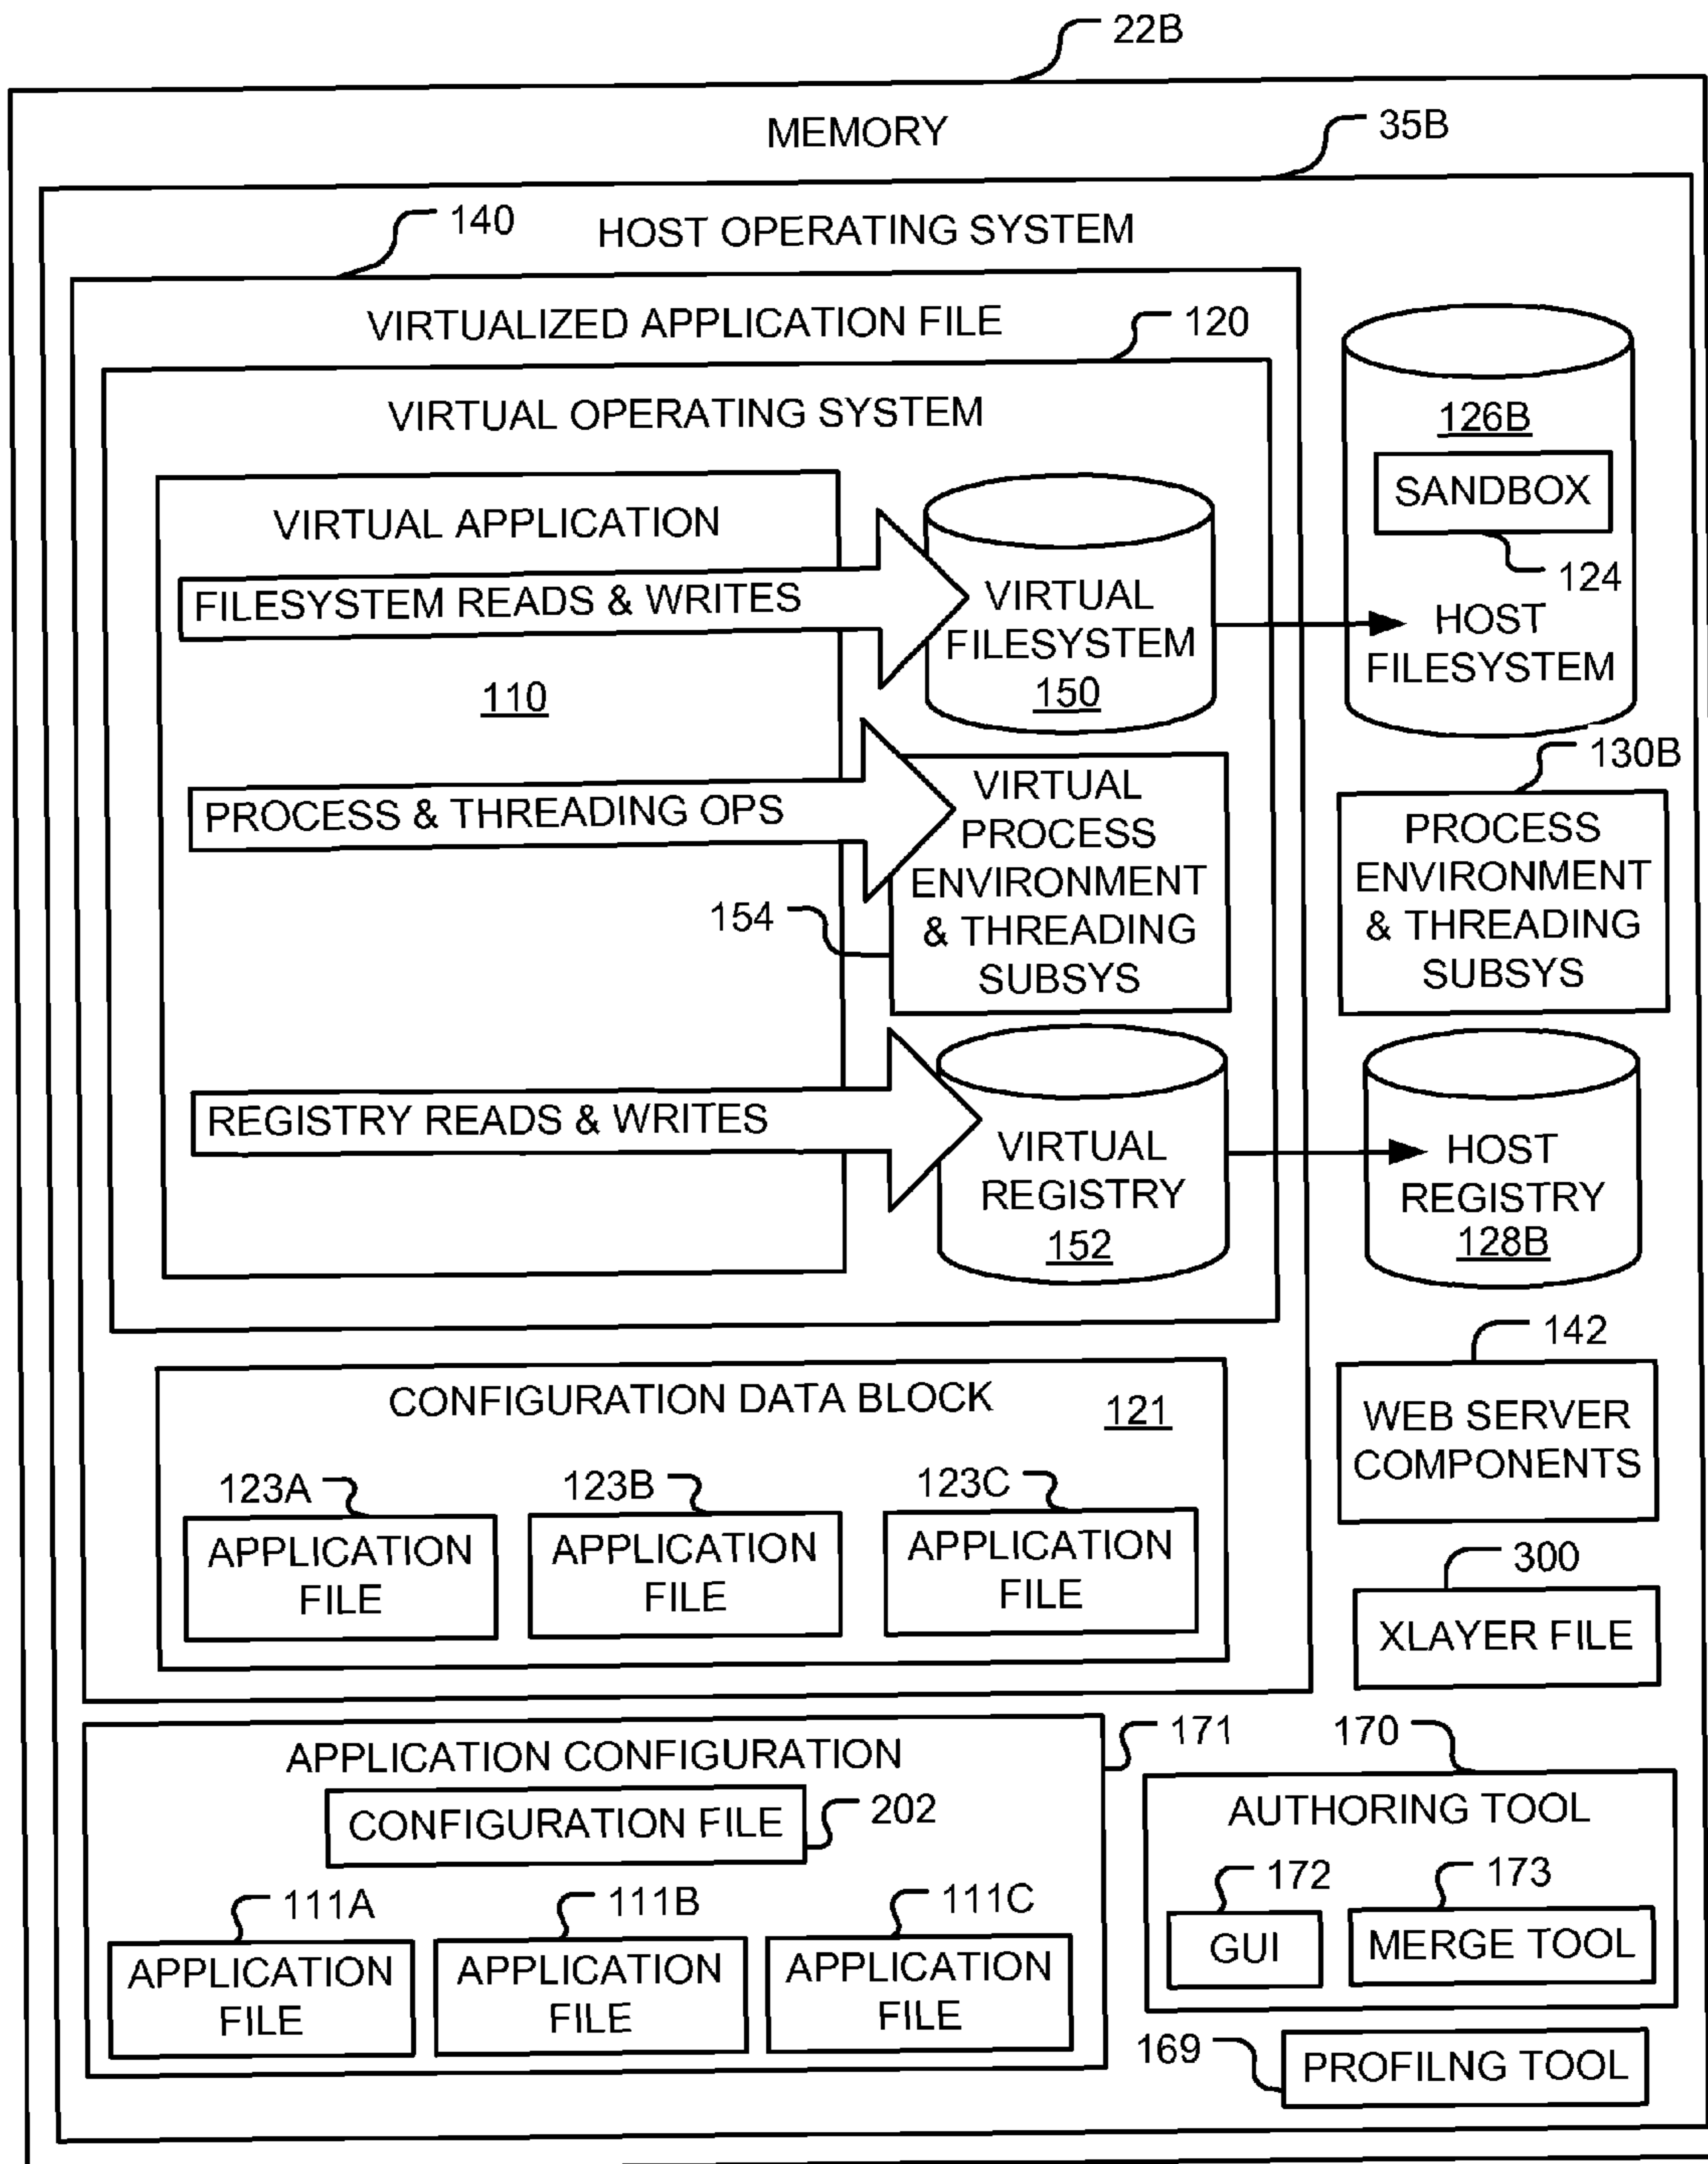 22B
MEMORY
35B
140
HOST OPERATING SYSTEM
VIRTUALIZED APPLICATION FILE
120
VIRTUAL OPERATING SYSTEM
126B
SANDBOX
124
HOST
FILESYSTEM
VIRTUAL APPLICATION
FILESYSTEM READS & WRITES
VIRTUAL
FILESYSTEM
150
110
130B
PROCESS & THREADING OPS
VIRTUAL
PROCESS
ENVIRONMENT
& THREADING
SUBSYS
154
PROCESS
ENVIRONMENT
& THREADING
SUBSYS
REGISTRY READS & WRITES
VIRTUAL
REGISTRY
152
HOST
REGISTRY
128B
142
WEB SERVER
COMPONENTS
CONFIGURATION DATA BLOCK
121
123A
123B
123C
APPLICATION
FILE
APPLICATION
FILE
APPLICATION
FILE
300
XLAYER FILE
171
170
APPLICATION CONFIGURATION
CONFIGURATION FILE
202
111A
111B
111C
APPLICATION
FILE
APPLICATION
FILE
APPLICATION
FILE
AUTHORING TOOL
172
173
GUI
MERGE TOOL
169
PROFILNG TOOL